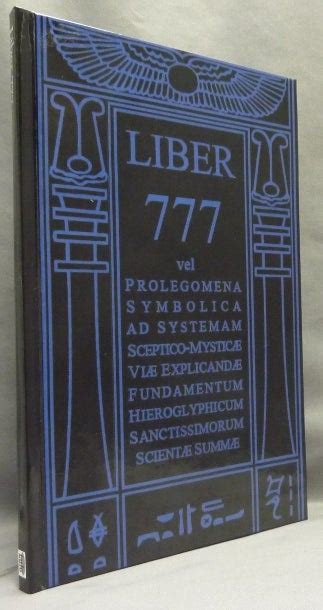 LIBER
777
vel
PROLEGOMENA
SYMBOLICA
AD SYSTEMAM
SCEPTICO-MYSTICÆ
VIÆ EXPLICANDÆ
FUNDAMENTUM
HIEROGLYPHICUM
SANCTISSIMORUM
SCIENTÆ SUMMÆ